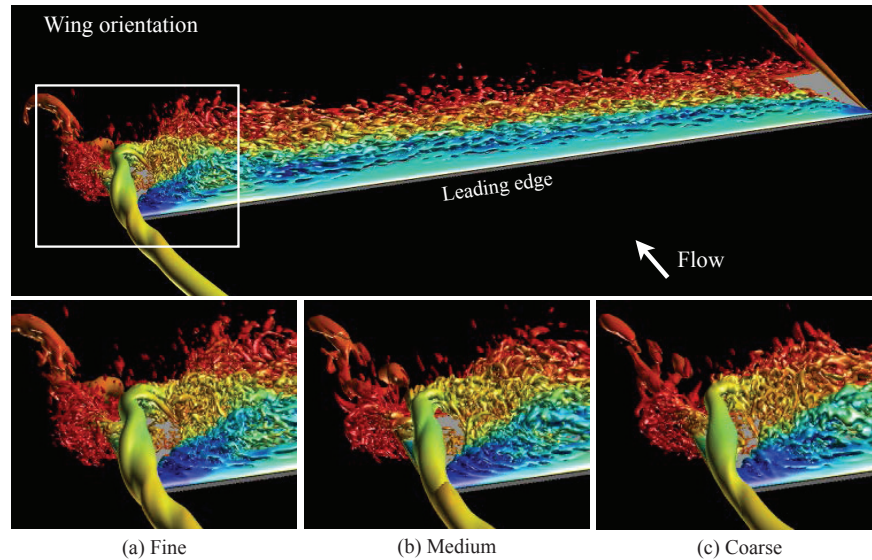 Wing orientation
Leading edge
Flow
(a) Fine
(b) Medium
(c) Coarse